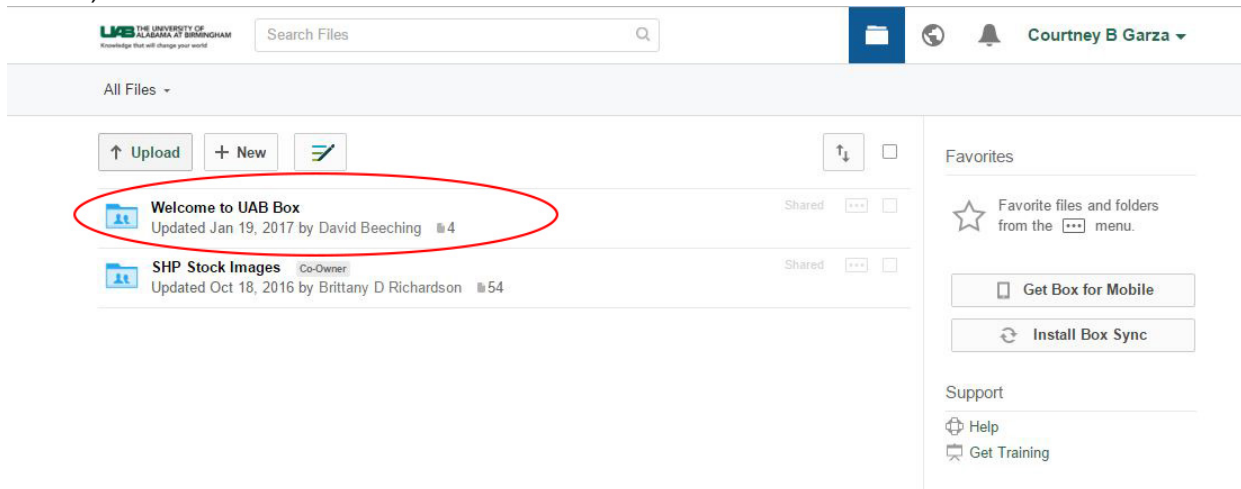 UAB THE UNIVERSITY OF
ALABAMA AT BIRMINGHAM
Knowledge that will change your world
Search Files
Courtney B Garza
All Files
Upload
New
Favorites
Welcome to UAB Box
Updated Jan 19, 2017 by David Beeching 4
Shared
Favorite files and folders
from the ... menu.
SHP Stock Images Co-Owner
Updated Oct 18, 2016 by Brittany D Richardson 54
Shared
Get Box for Mobile
Install Box Sync
Support
Help
Get Training